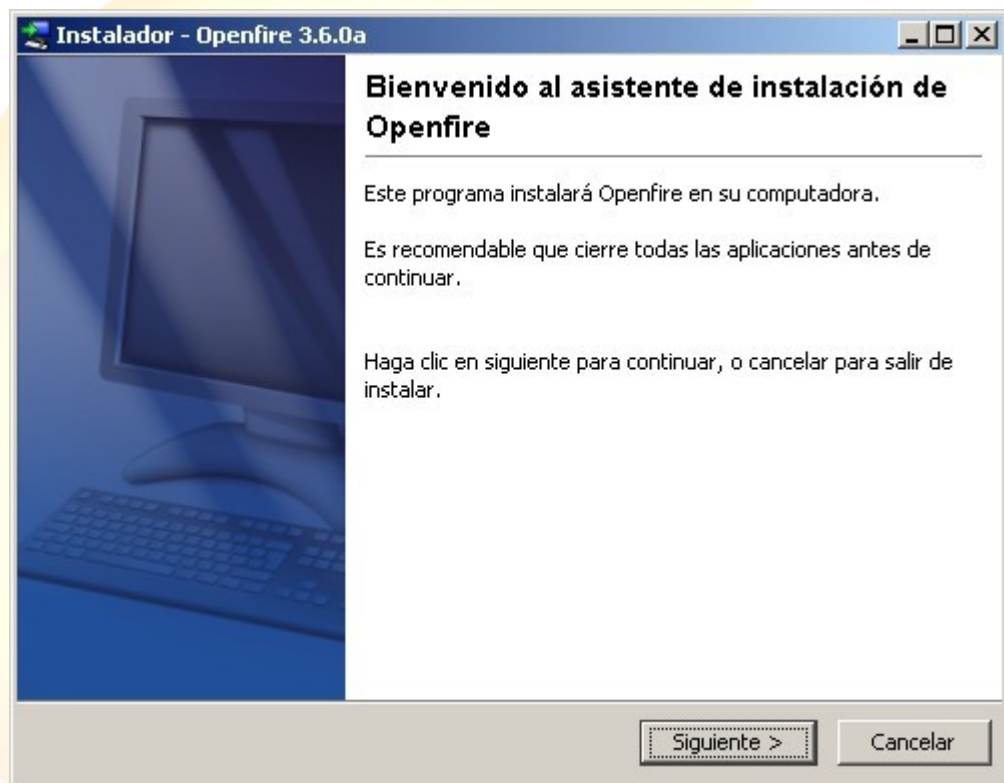 Instalador - Openfire 3.6.0a
Bienvenido al asistente de instalación de
Openfire
Este programa instalará Openfire en su computadora.
Es recomendable que cierre todas las aplicaciones antes de
continuar.
Haga clic en siguiente para continuar, o cancelar para salir de
instalar.
Siguiente >
Cancelar